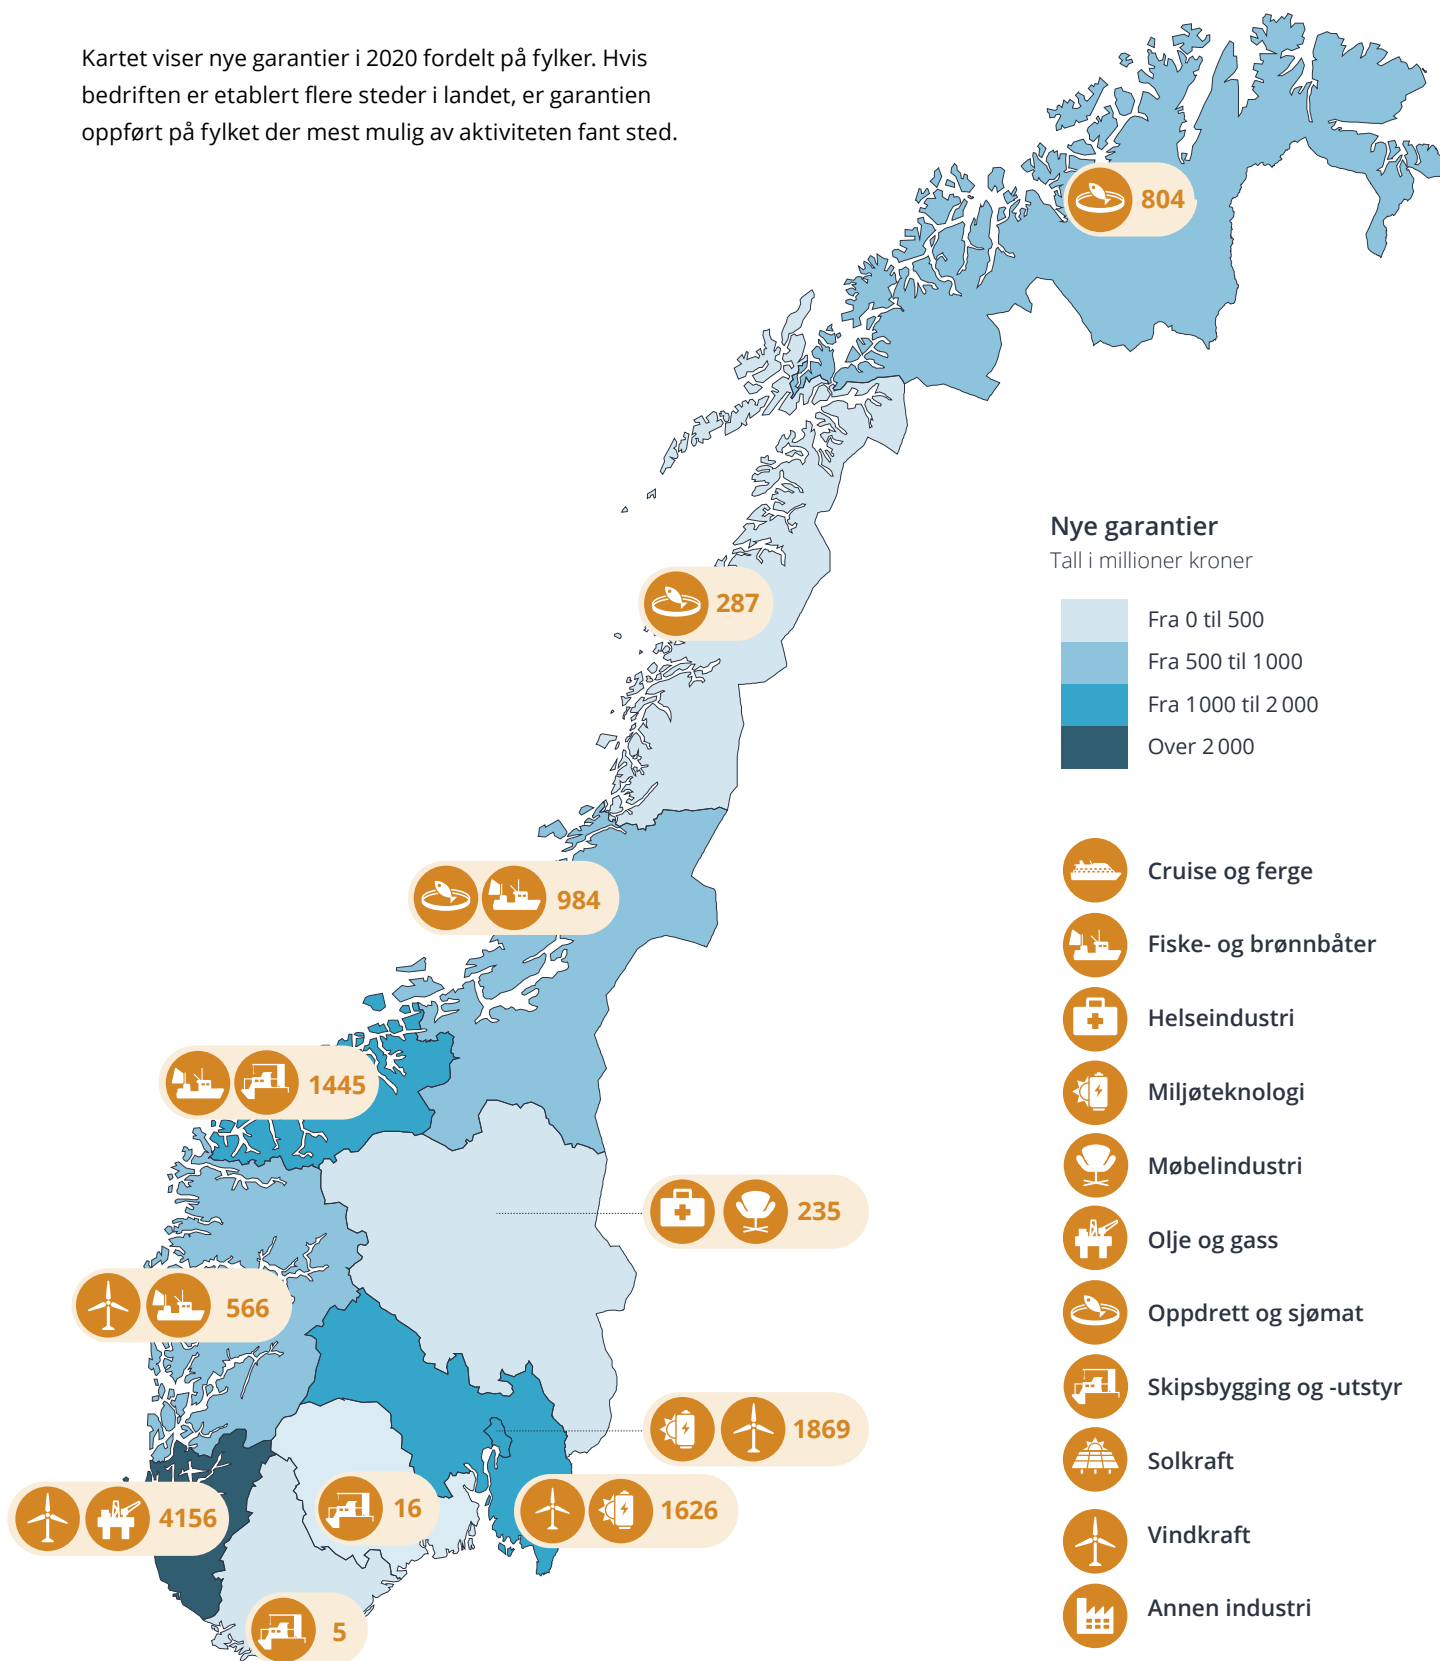 Kartet viser nye garantier i 2020 fordelt på fylker. Hvis
bedriften er etablert flere steder i landet, er garantien
oppført på fylket der mest mulig av aktiviteten fant sted.
804
287
984
1445
235
566
1869
4156
16
1626
5
Nye garantier
Tall i millioner kroner
Fra 0 til 500
Fra 500 til 1000
Fra 1000 til 2 000
Over 2 000
Cruise og ferge
Fiske- og brønnbåter
Helseindustri
Miljøteknologi
Møbelindustri
Olje og gass
Oppdrett og sjømat
Skipsbygging og -utstyr
Solkraft
Vindkraft
Annen industri